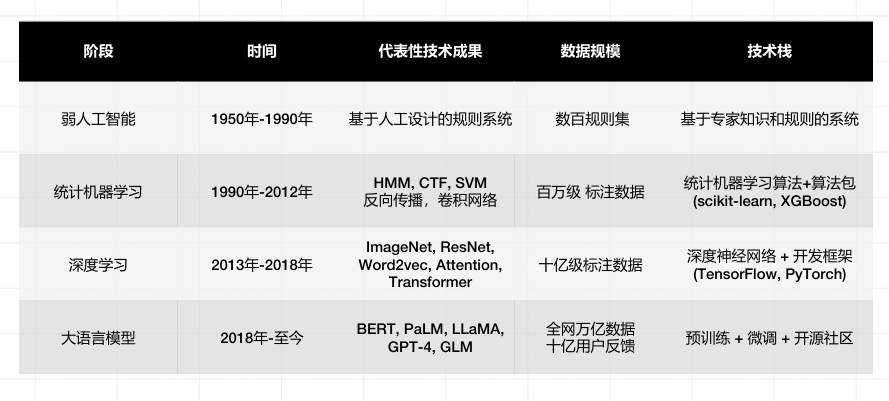 阶段 时间 代表性技术成果 数据规模 技术栈
弱人工智能 1950年-1990年 基于人工设计的规则系统 数百规则集 基于专家知识和规则的系统
统计机器学习 1990年-2012年 HMM, CTF, SVM
反向传播，卷积网络 百万级 标注数据 统计机器学习算法+算法包
(scikit-learn, XGBoost)
深度学习 2013年-2018年 ImageNet, ResNet,
Word2vec, Attention,
Transformer 十亿级标注数据 深度神经网络 + 开发框架
(TensorFlow, PyTorch)
大语言模型 2018年-至今 BERT, PaLM, LLaMA,
GPT-4, GLM 全网万亿数据
十亿用户反馈 预训练 + 微调 + 开源社区